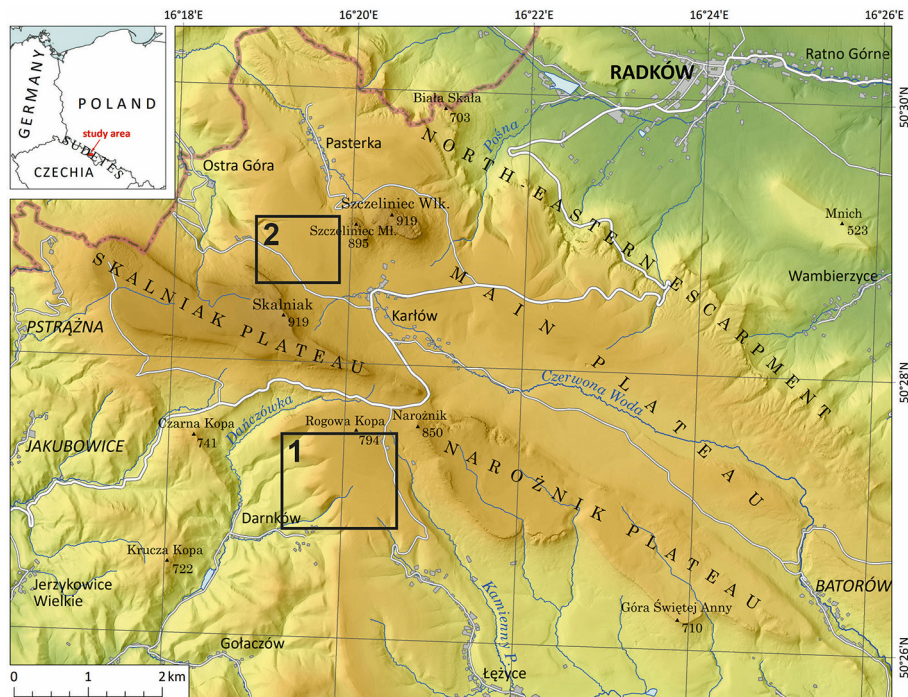 16°18'E
16°20'E
16°22'E
16°24'E
16°26'E
GERMANY
POLAND
study area
SUDETES
CZECHIA
RADKÓW
Ratno Górne
Biała Skała
703
50°30'N
Pośna
Pasterka
Ostra Góra
NORTH-EASTERN ESCARPMENT
Szczeliniec Wlk.
919
Szczeliniec Mł.
895
2
Mnich
523
Wambierzyce
MAIN PLATEAU
SKALNIAK PLATEAU
Skalniak
919
Karłów
PSTRĄŻNA
50°28'N
Czerwona Woda
Dańczówka
Czarna Kopa
741
Rogowa Kopa
794
Narożnik
850
JAKUBOWICE
1
NAROŻNIK PLATEAU
Darnków
Krucza Kopa
722
Jerzykowice
Wielkie
Kamienny P.
BATORÓW
Góra Świętej Anny
710
Gołaczów
50°26'N
Łężyce
0 1 2 km